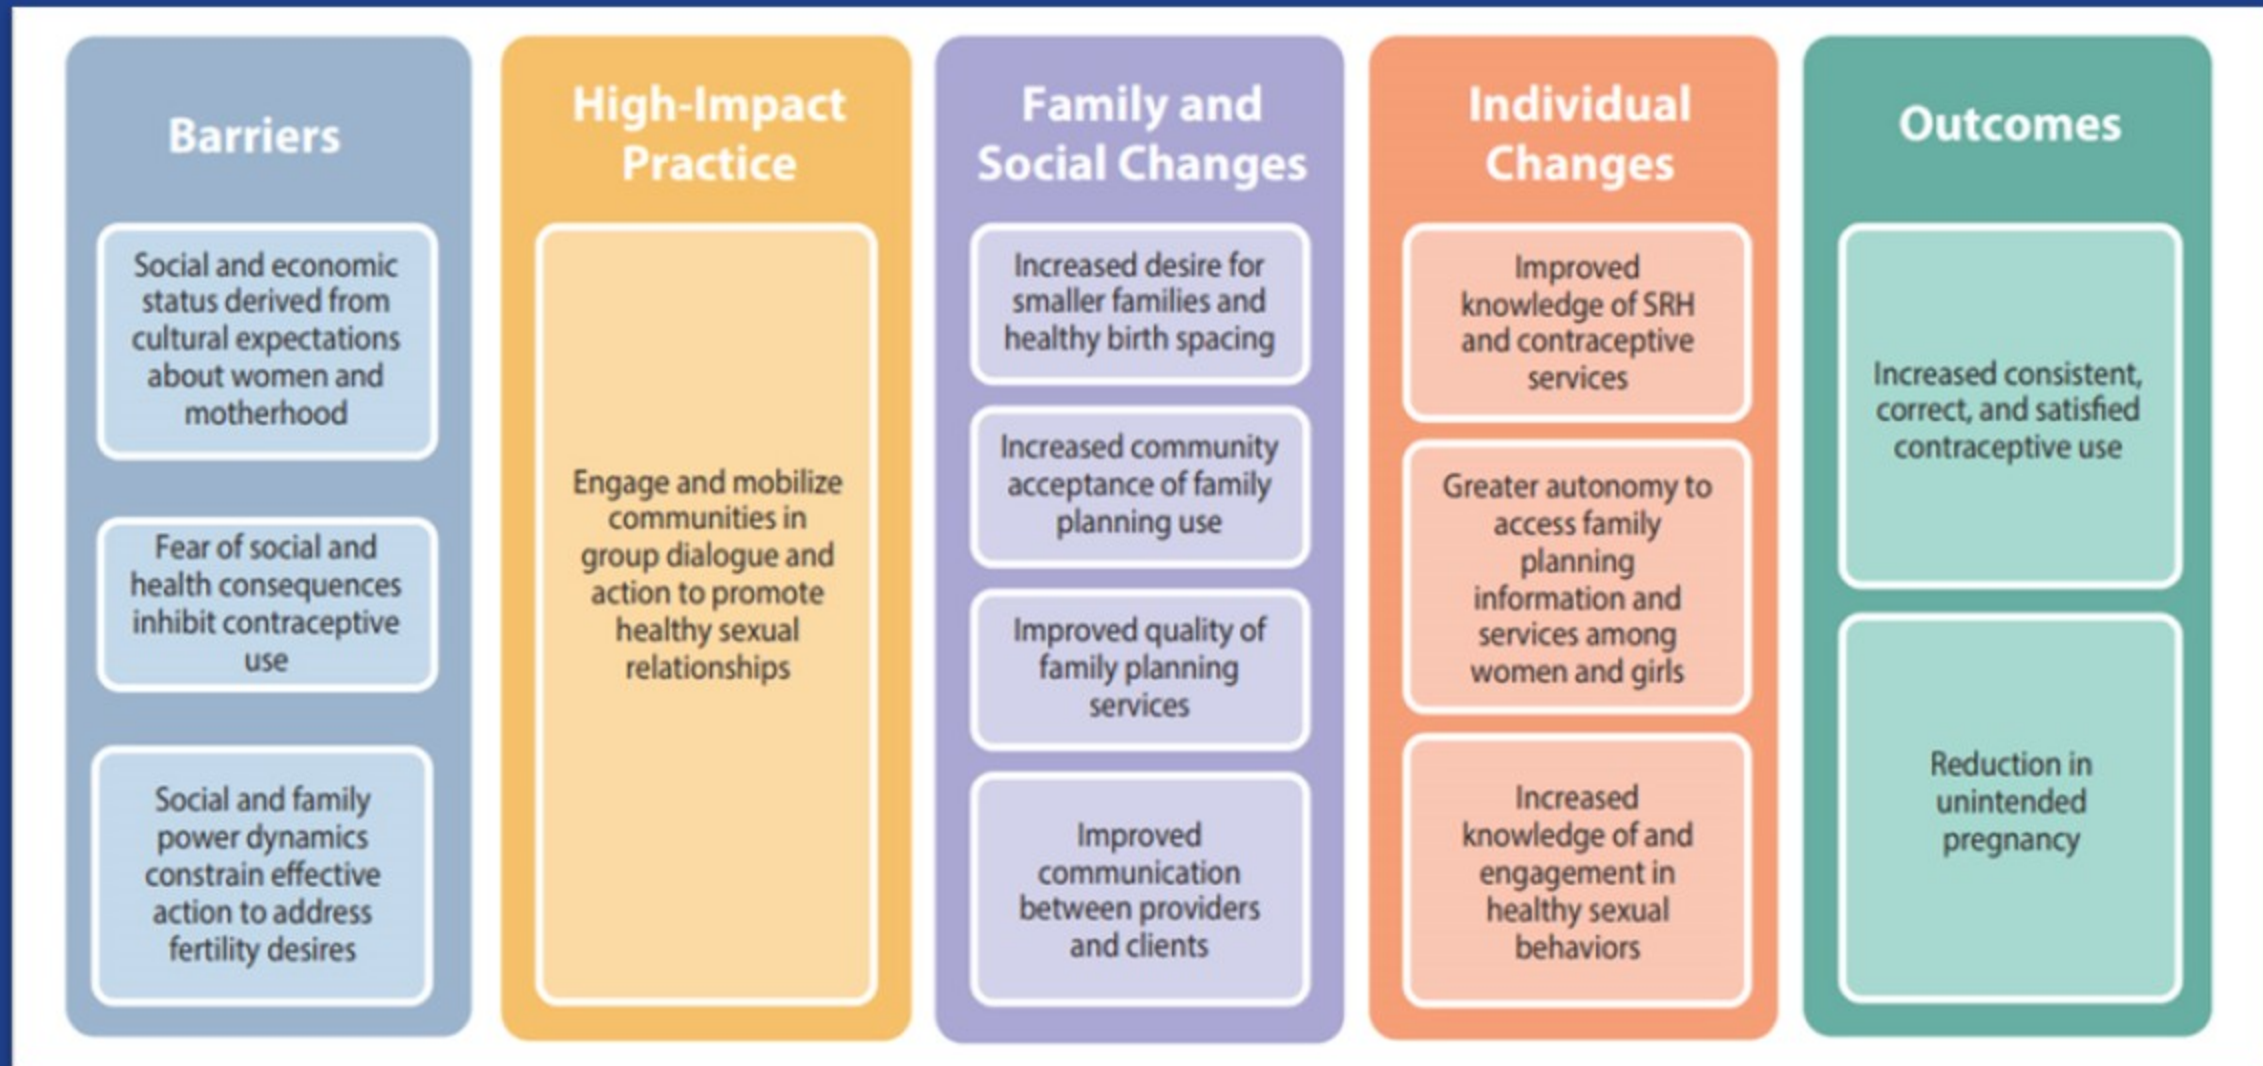 Barriers
Social and economic
status derived from
cultural expectations
about women and
motherhood
Fear of social and
health consequences
inhibit contraceptive
use
Social and family
power dynamics
constrain effective
action to address
fertility desires
High-Impact
Practice
Engage and mobilize
communities in
group dialogue and
action to promote
healthy sexual
relationships
Family and
Social Changes
Increased desire for
smaller families and
healthy birth spacing
Increased community
acceptance of family
planning use
Improved quality of
family planning
services
Improved
communication
between providers
and clients
Individual
Changes
Improved
knowledge of SRH
and contraceptive
services
Greater autonomy to
access family
planning
information and
services among
women and girls
Increased
knowledge of and
engagement in
healthy sexual
behaviors
Outcomes
Increased consistent,
correct, and satisfied
contraceptive use
Reduction in
unintended
pregnancy